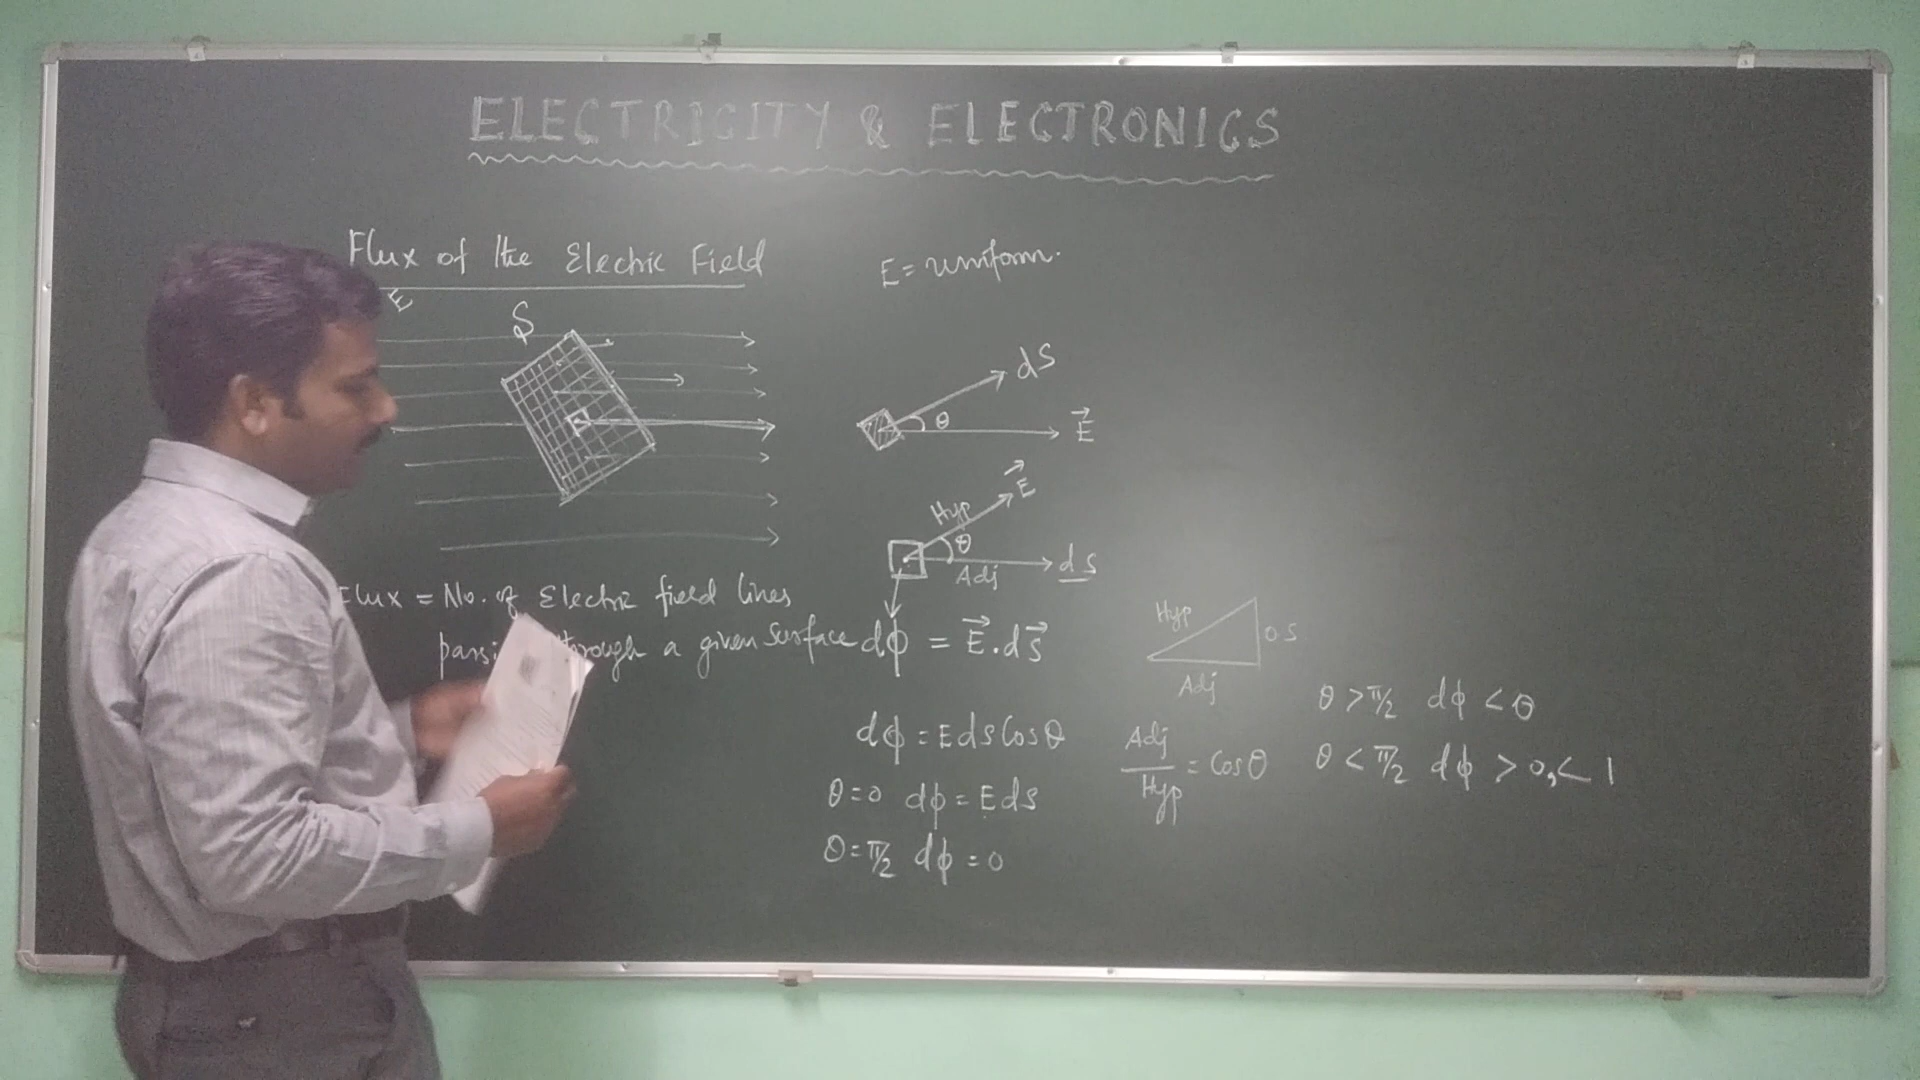 ELECTRICITY & ELECTRONICS
Flux of the Electric Field
E
S
E = uniform.
dS
θ
E⃗
E⃗
Hyp
θ
Adj
ds
Flux = No. of Electric field lines
passi through a given surface
dϕ = E⃗.ds⃗
dϕ = E ds Cos θ
θ=0 dϕ = E ds
θ=π/2 dϕ = 0
Hyp
OS
Adj
Adj/Hyp = Cos θ
θ > π/2 dϕ < 0
θ < π/2 dϕ > 0, < 1